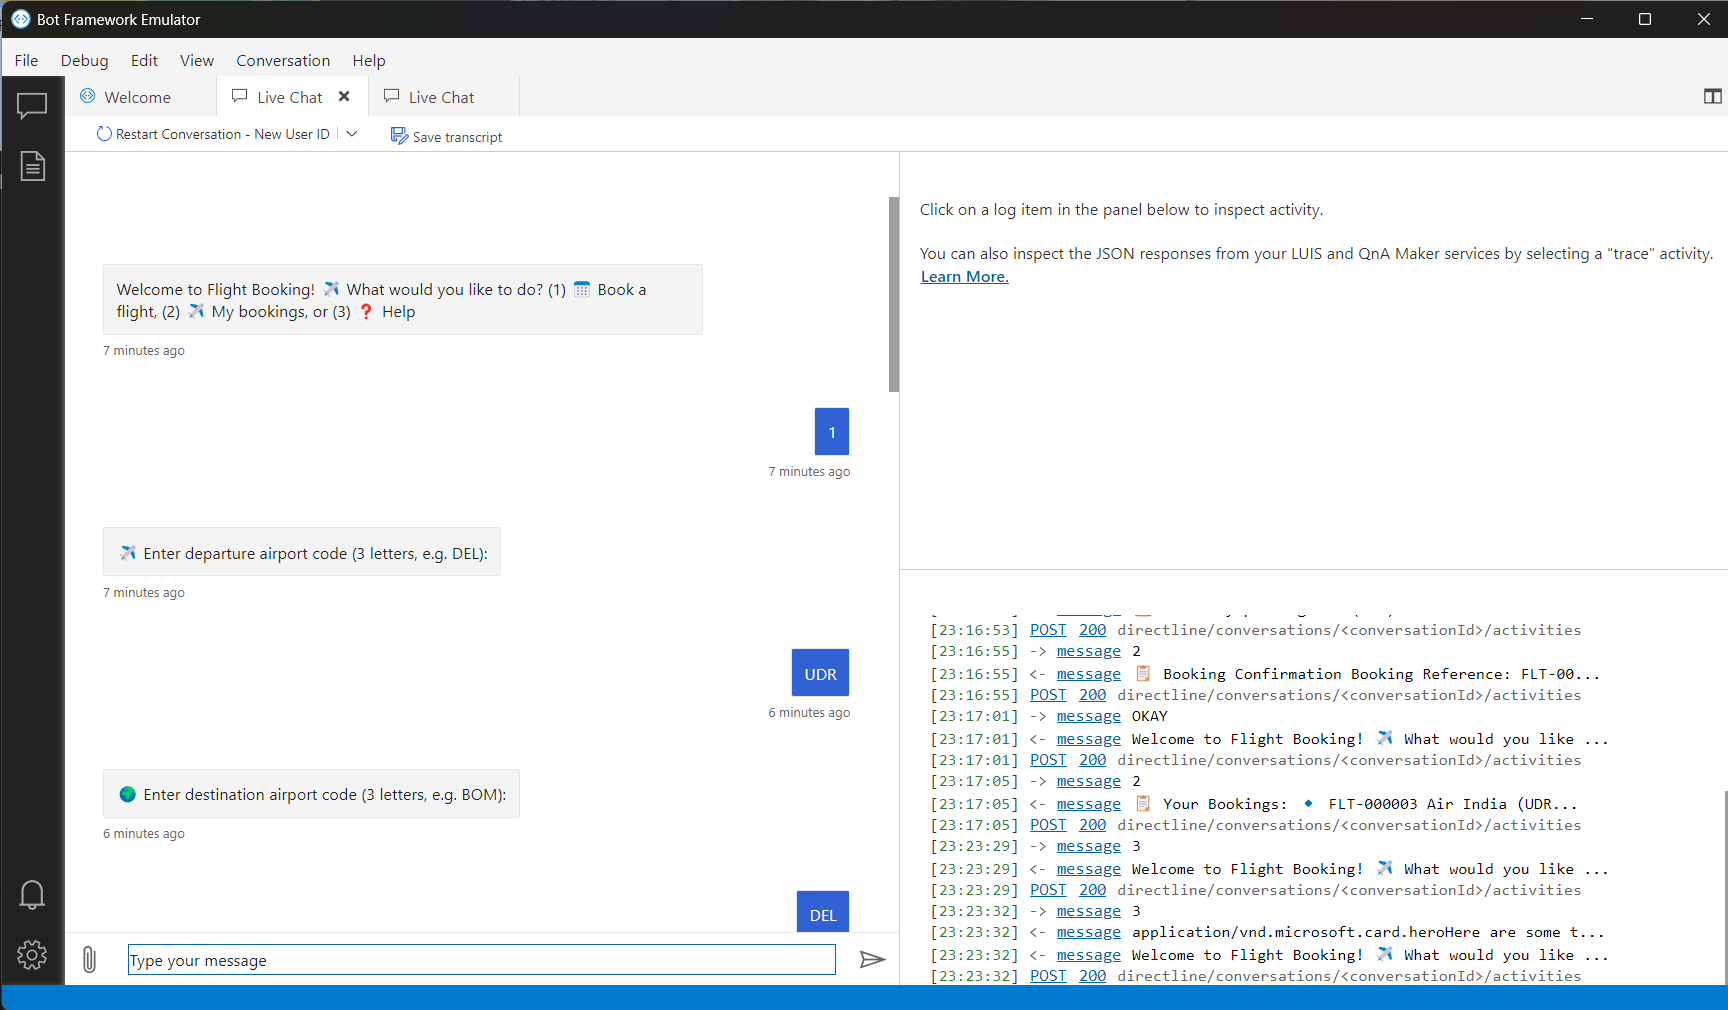 Bot Framework Emulator
File Debug Edit View Conversation Help
Welcome
Live Chat
Live Chat
Restart Conversation - New User ID
Save transcript
Welcome to Flight Booking! ✈️ What would you like to do? (1) 📅 Book a
flight, (2) ✈️ My bookings, or (3) ❓ Help
7 minutes ago
1
7 minutes ago
✈️ Enter departure airport code (3 letters, e.g. DEL):
7 minutes ago
UDR
6 minutes ago
🌍 Enter destination airport code (3 letters, e.g. BOM):
6 minutes ago
DEL
Type your message
Click on a log item in the panel below to inspect activity.
You can also inspect the JSON responses from your LUIS and QnA Maker services by selecting a "trace" activity.
Learn More.
[23:16:53] POST 200 directline/conversations/<conversationId>/activities
[23:16:55] -> message 2
[23:16:55] <- message 📋 Booking Confirmation Booking Reference: FLT-00...
[23:16:55] POST 200 directline/conversations/<conversationId>/activities
[23:17:01] -> message OKAY
[23:17:01] <- message Welcome to Flight Booking! ✈️ What would you like ...
[23:17:01] POST 200 directline/conversations/<conversationId>/activities
[23:17:05] -> message 2
[23:17:05] <- message 📋 Your Bookings: 🔹 FLT-000003 Air India (UDR...
[23:17:05] POST 200 directline/conversations/<conversationId>/activities
[23:23:29] -> message 3
[23:23:29] <- message Welcome to Flight Booking! ✈️ What would you like ...
[23:23:29] POST 200 directline/conversations/<conversationId>/activities
[23:23:32] -> message 3
[23:23:32] <- message application/vnd.microsoft.card.heroHere are some t...
[23:23:32] <- message Welcome to Flight Booking! ✈️ What would you like ...
[23:23:32] POST 200 directline/conversations/<conversationId>/activities